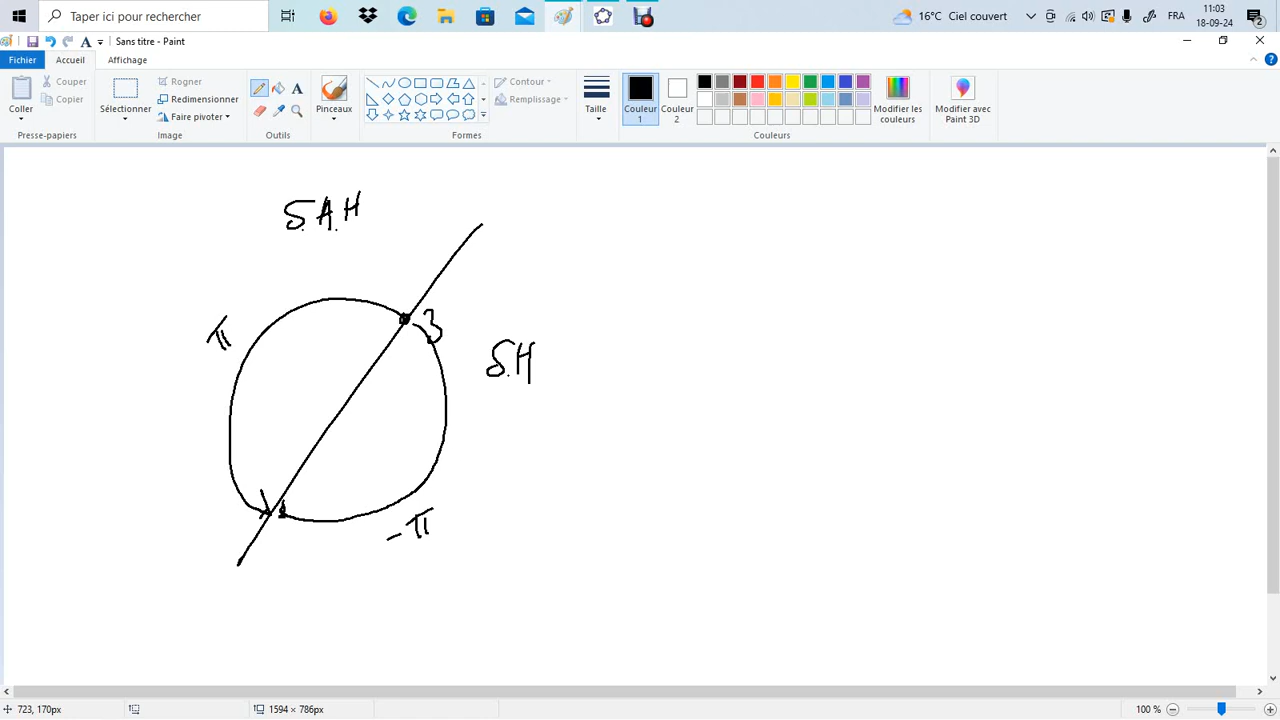 Taper ici pour rechercher
16°C Ciel couvert
FRA
11:03
18-09-24
2
Sans titre - Paint
Fichier
Accueil
Affichage
Coller
Couper
Copier
Presse-papiers
Sélectionner
Rogner
Redimensionner
Faire pivoter
Image
A
Outils
Pinceaux
Contour
Remplissage
Formes
Taille
Couleur
1
Couleur
2
Couleurs
Modifier les
couleurs
Modifier avec
Paint 3D
S.A.H
π
3
S.H
-π
723, 170px
1594 × 786px
100 %